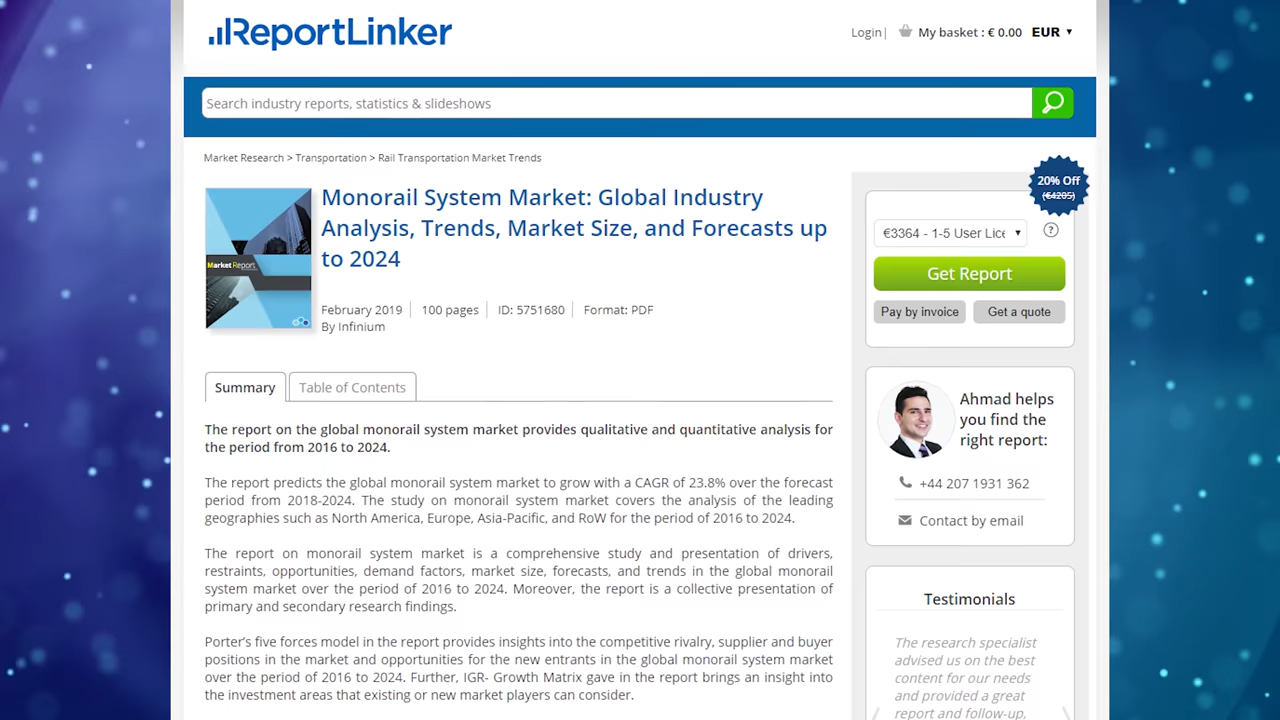 ReportLinker
Login| My basket : € 0.00 EUR ▼
Search industry reports, statistics & slideshows
Market Research > Transportation > Rail Transportation Market Trends
Monorail System Market: Global Industry
Analysis, Trends, Market Size, and Forecasts up
to 2024
Market Report
February 2019 | 100 pages | ID: 5751680 | Format: PDF
By Infinium
Summary
Table of Contents
The report on the global monorail system market provides qualitative and quantitative analysis for
the period from 2016 to 2024.
The report predicts the global monorail system market to grow with a CAGR of 23.8% over the forecast
period from 2018-2024. The study on monorail system market covers the analysis of the leading
geographies such as North America, Europe, Asia-Pacific, and RoW for the period of 2016 to 2024.
The report on monorail system market is a comprehensive study and presentation of drivers,
restraints, opportunities, demand factors, market size, forecasts, and trends in the global monorail
system market over the period of 2016 to 2024. Moreover, the report is a collective presentation of
primary and secondary research findings.
Porter's five forces model in the report provides insights into the competitive rivalry, supplier and buyer
positions in the market and opportunities for the new entrants in the global monorail system market
over the period of 2016 to 2024. Further, IGR- Growth Matrix gave in the report brings an insight into
the investment areas that existing or new market players can consider.
20% Off
(€4205)
€3364 - 1-5 User Lice ▼ ?
Get Report
Pay by invoice
Get a quote
Ahmad helps
you find the
right report:
+44 207 1931 362
Contact by email
Testimonials
The research specialist
advised us on the best
content for our needs
and provided a great
report and follow-up,